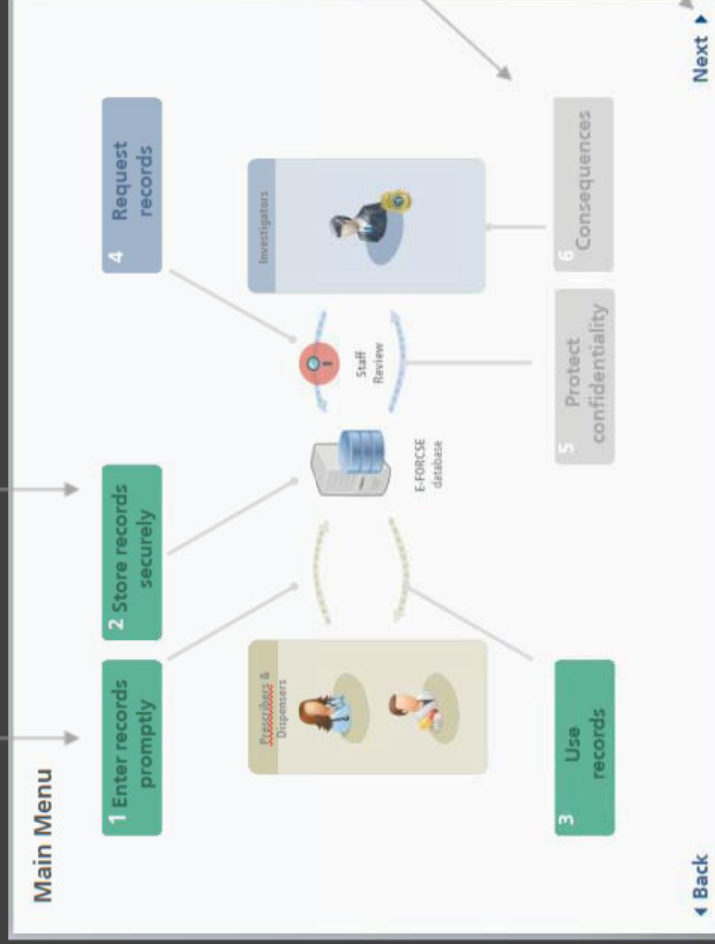 Main Menu
1 Enter records
promptly
2 Store records
securely
4 Request
records
Prescribers &
Dispensers
E-FORCSE
database
Staff
Review
Investigators
3 Use
records
5 Protect
confidentiality
6 Consequences
Back
Next